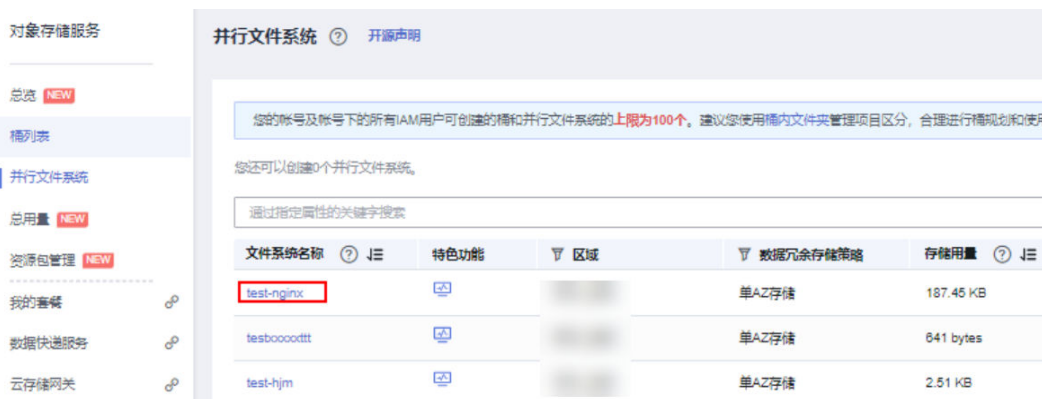 对象存储服务
总览 NEW
桶列表
并行文件系统
总用量 NEW
资源包管理 NEW
我的套餐
数据快递服务
云存储网关
并行文件系统 ? 开源声明
您的帐号及帐号下的所有IAM用户可创建的桶和并行文件系统的上限为100个。建议您使用桶内文件夹管理项目区分，合理进行桶规划和使用
您还可以创建0个并行文件系统。
通过指定属性的关键字搜索
文件系统名称 ? 特色功能 区域 数据冗余存储策略 存储用量 ?
test-nginx 单AZ存储 187.45 KB
单AZ存储 641 bytes
test-hjm 单AZ存储 2.51 KB